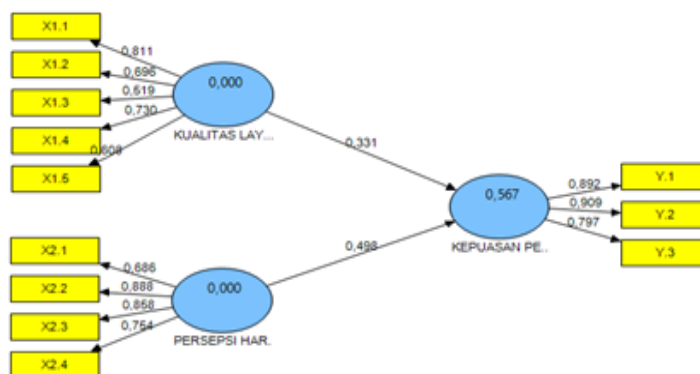 X1.1
0,811
X1.2
0,696
X1.3
0,519
X1.4
0,730
X1.5
0,608
0,000
KUALITAS LAY...
0,331
X2.1
0,686
X2.2
0,888
X2.3
0,858
X2.4
0,754
0,000
PERSEPSI HAR.
0,498
0,567
KEPUASAN PE..
0,892
Y.1
0,909
Y.2
0,797
Y.3